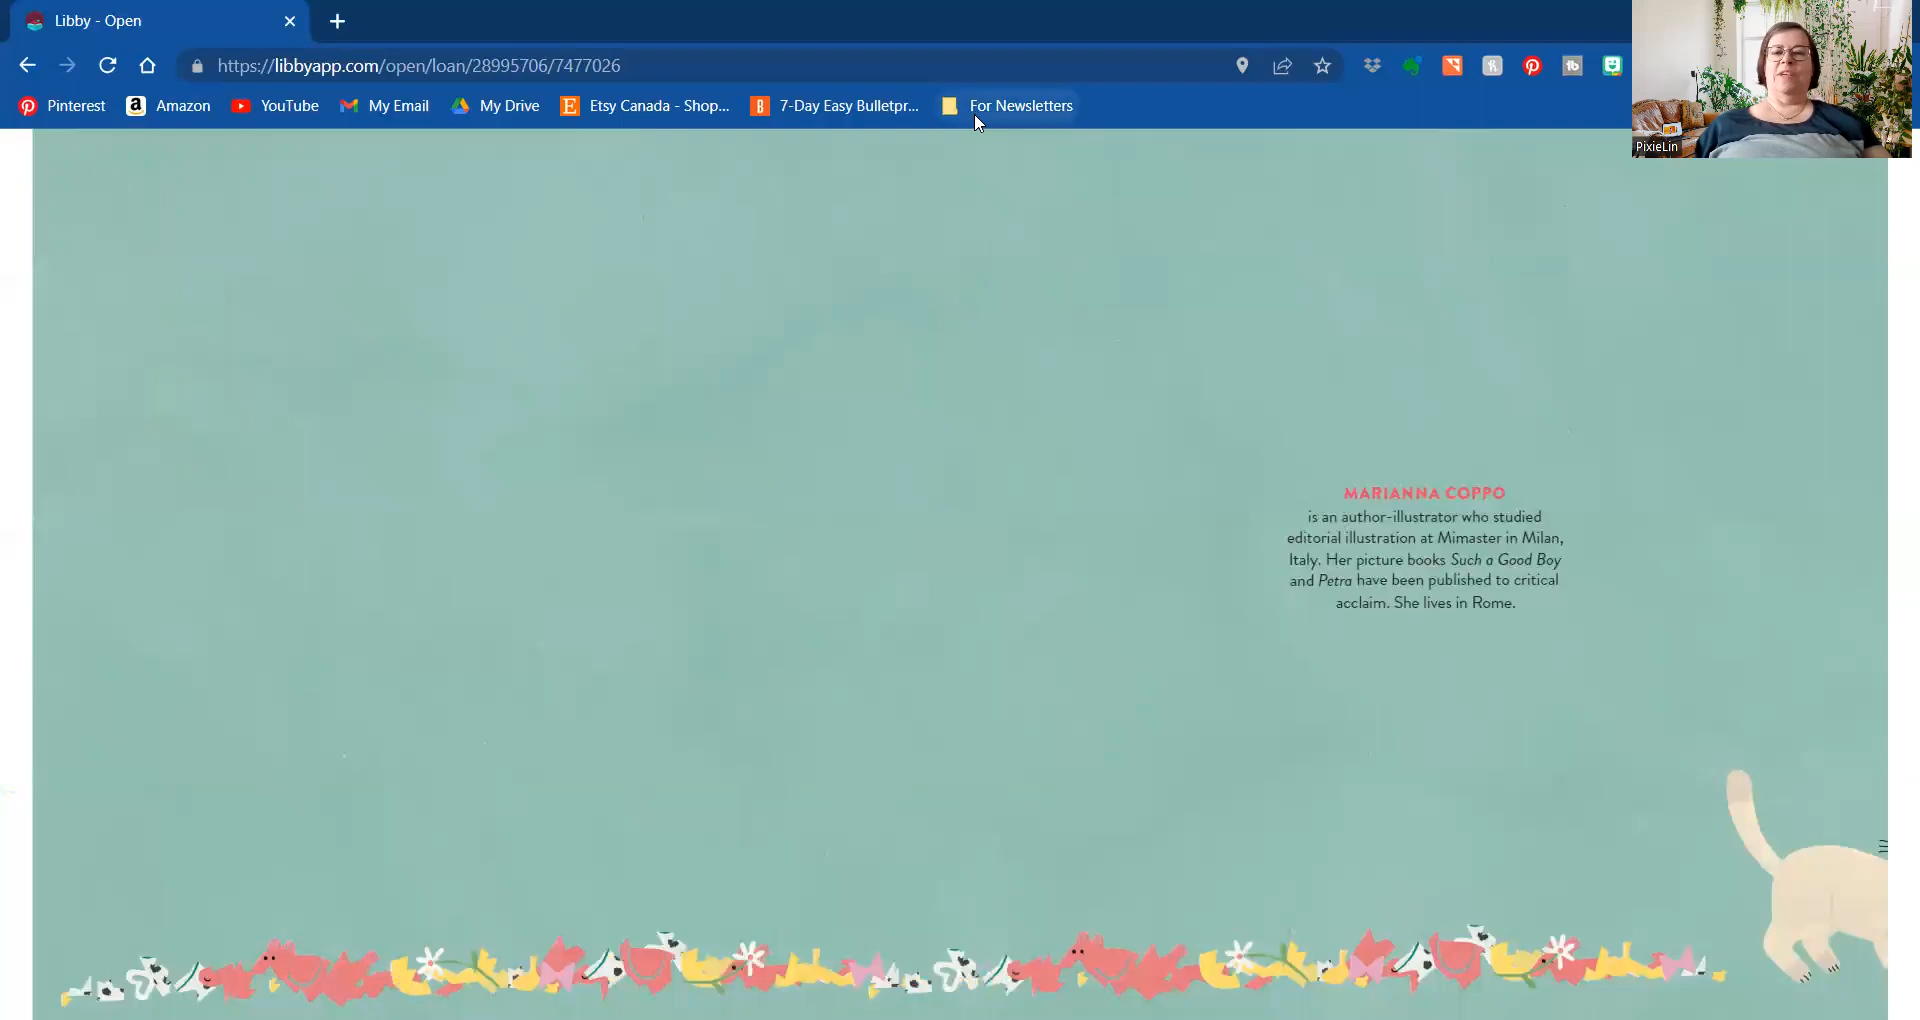 Libby - Open
https://libbyapp.com/open/loan/28995706/7477026
Pinterest Amazon YouTube My Email My Drive Etsy Canada - Shop... 7-Day Easy Bulletpr... For Newsletters
PixieLin
MARIANNA COPPO
is an author-illustrator who studied
editorial illustration at Mimaster in Milan,
Italy. Her picture books Such a Good Boy
and Petra have been published to critical
acclaim. She lives in Rome.